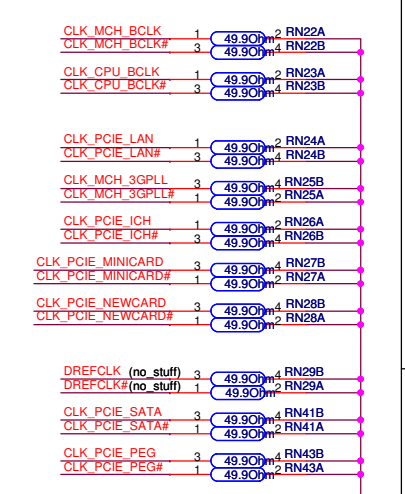 CLK_MCH_BCLK 1 49.9Ohm 2 RN22A
CLK_MCH_BCLK# 3 49.9Ohm 4 RN22B
CLK_CPU_BCLK 1 49.9Ohm 2 RN23A
CLK_CPU_BCLK# 3 49.9Ohm 4 RN23B
CLK_PCIE_LAN 1 49.9Ohm 2 RN24A
CLK_PCIE_LAN# 3 49.9Ohm 4 RN24B
CLK_MCH_3GPLL 3 49.9Ohm 4 RN25B
CLK_MCH_3GPLL# 1 49.9Ohm 2 RN25A
CLK_PCIE_ICH 1 49.9Ohm 2 RN26A
CLK_PCIE_ICH# 3 49.9Ohm 4 RN26B
CLK_PCIE_MINICARD 3 49.9Ohm 4 RN27B
CLK_PCIE_MINICARD# 1 49.9Ohm 2 RN27A
CLK_PCIE_NEWCARD 3 49.9Ohm 4 RN28B
CLK_PCIE_NEWCARD# 1 49.9Ohm 2 RN28A
DREFCLK (no_stuff) 3 49.9Ohm 4 RN29B
DREFCLK# (no_stuff) 1 49.9Ohm 2 RN29A
CLK_PCIE_SATA 3 49.9Ohm 4 RN41B
CLK_PCIE_SATA# 1 49.9Ohm 2 RN41A
CLK_PCIE_PEG 3 49.9Ohm 4 RN43B
CLK_PCIE_PEG# 1 49.9Ohm 2 RN43A